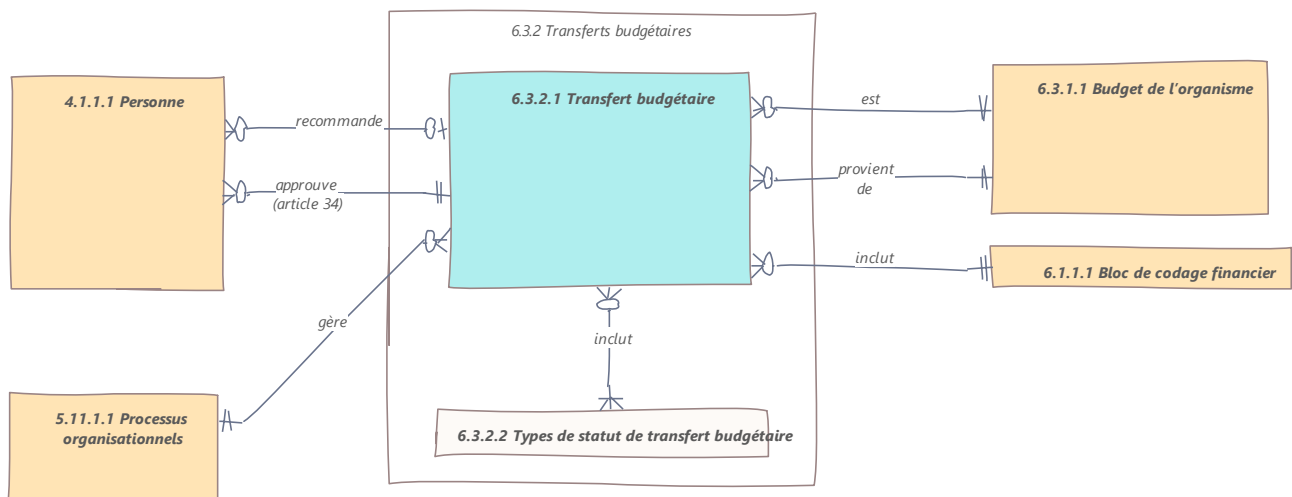 6.3.2 Transferts budgétaires
4.1.1.1 Personne
6.3.2.1 Transfert budgétaire
6.3.1.1 Budget de l'organisme
recommande
est
approuve
(article 34)
provient
de
inclut
6.1.1.1 Bloc de codage financier
gère
inclut
5.11.1.1 Processus
organisationnels
6.3.2.2 Types de statut de transfert budgétaire